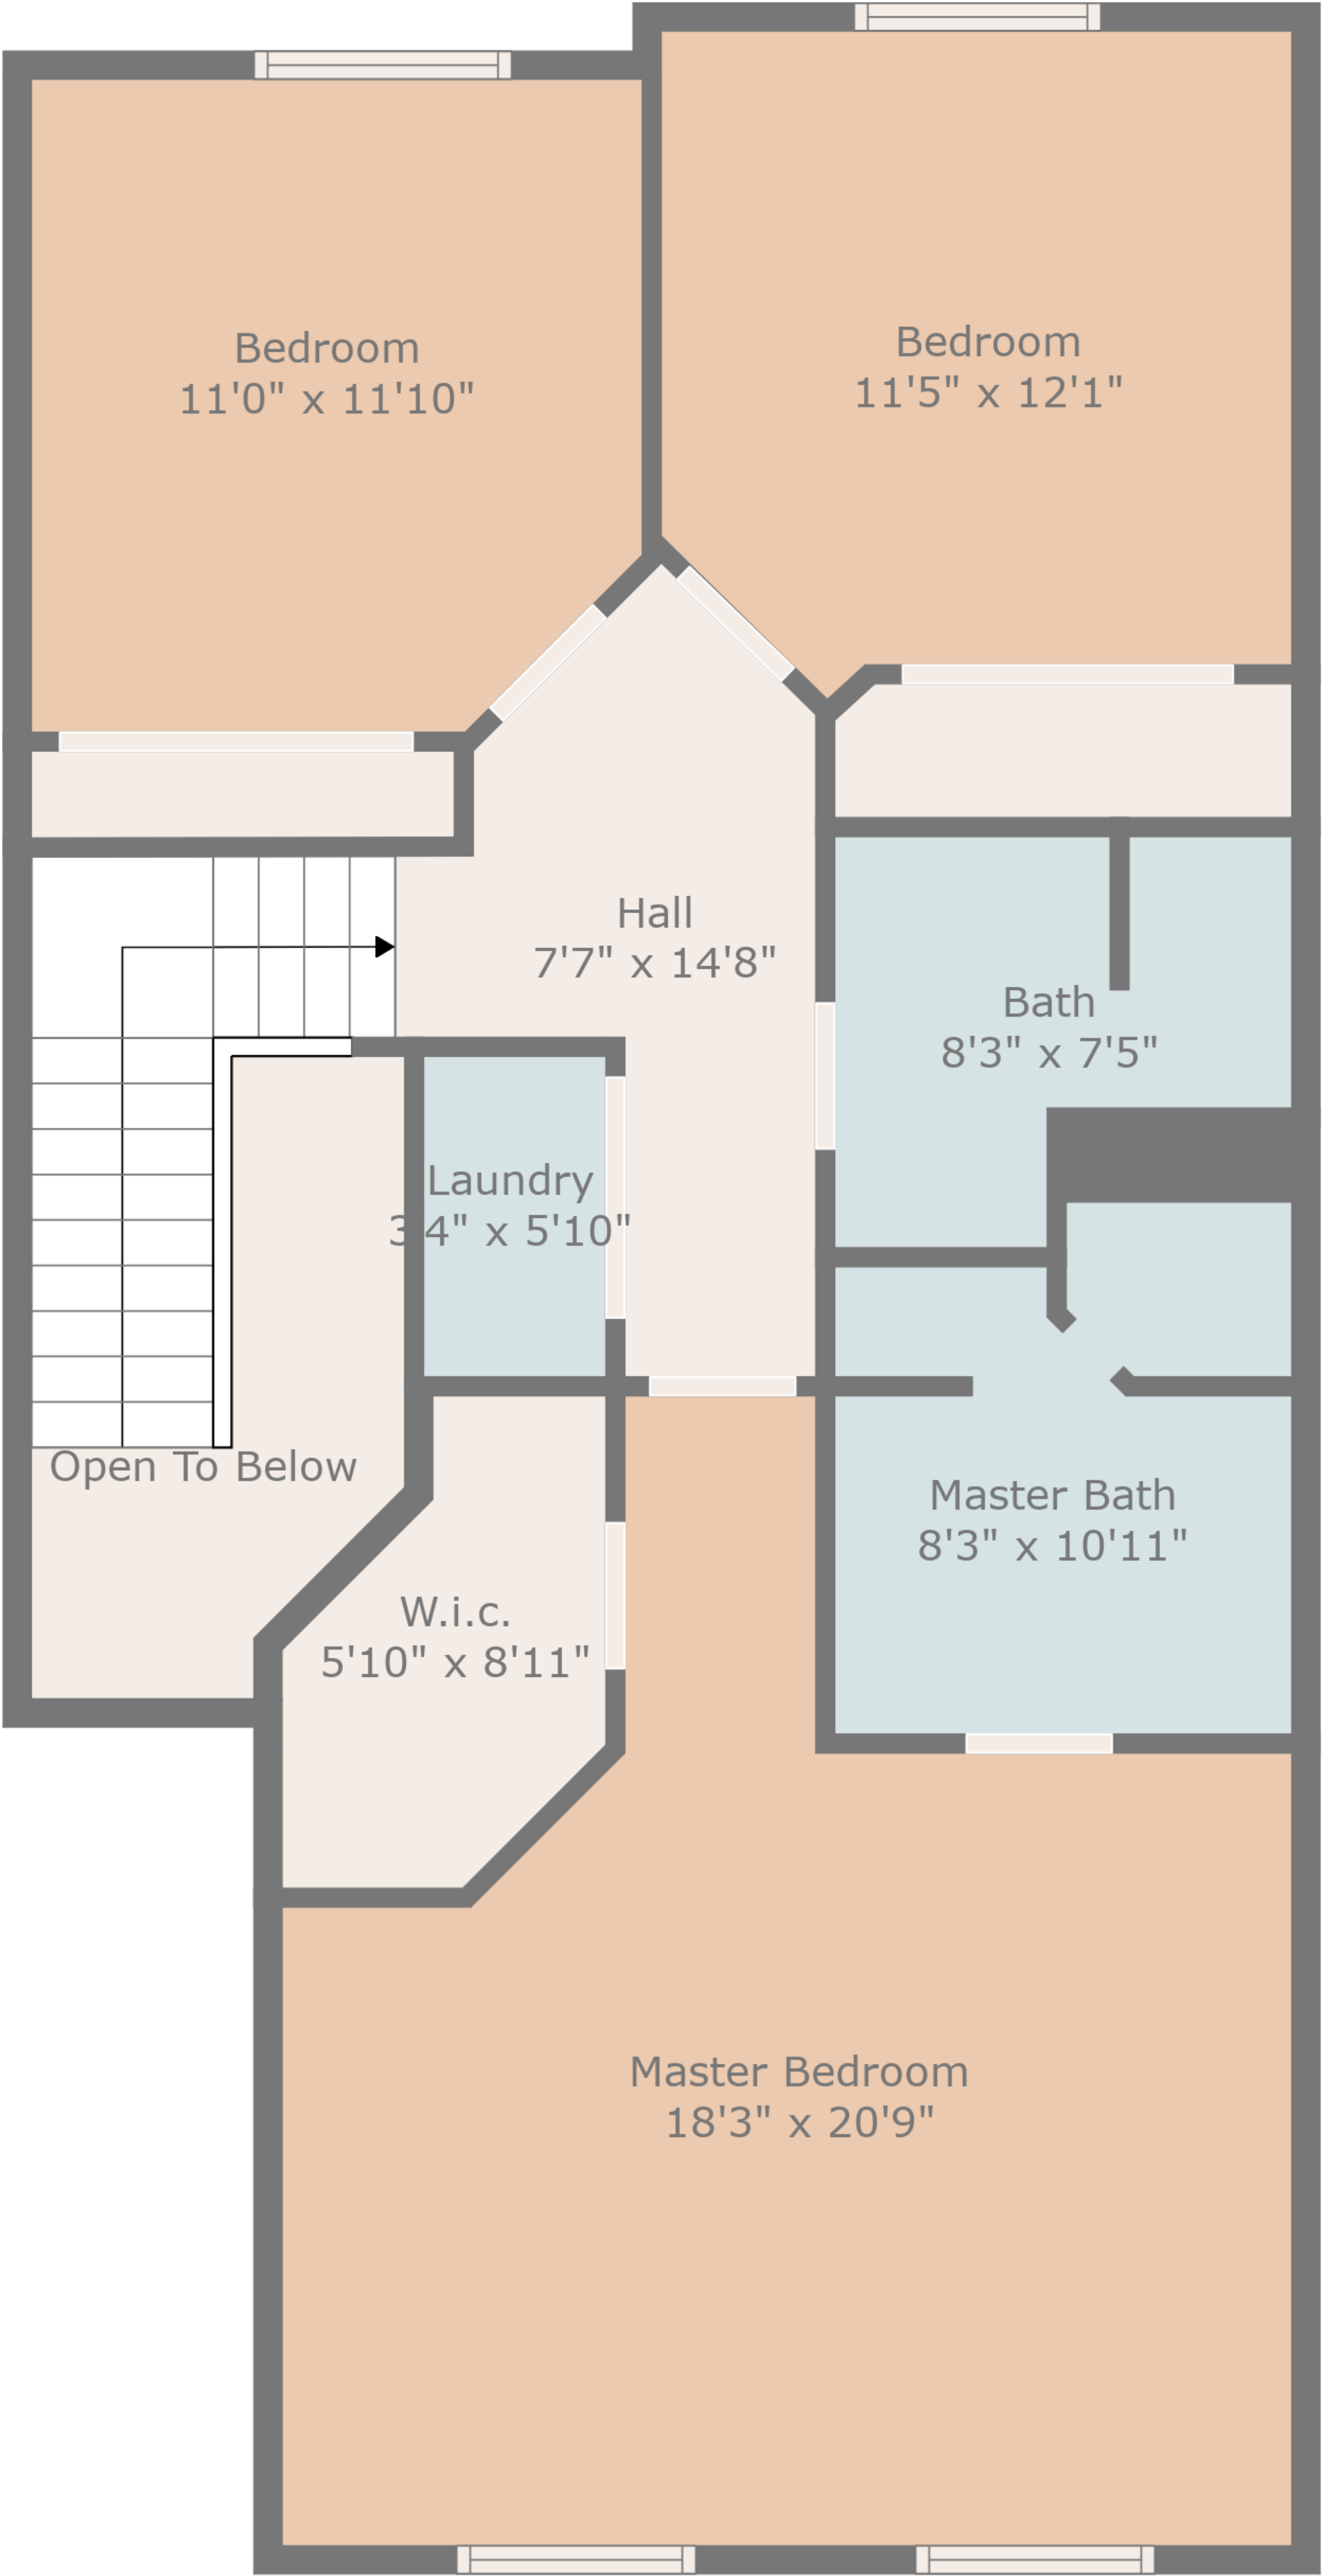 Bedroom
11'0" x 11'10"
Bedroom
11'5" x 12'1"
Hall
7'7" x 14'8"
Bath
8'3" x 7'5"
Laundry
3'4" x 5'10"
Open To Below
Master Bath
8'3" x 10'11"
W.i.c.
5'10" x 8'11"
Master Bedroom
18'3" x 20'9"